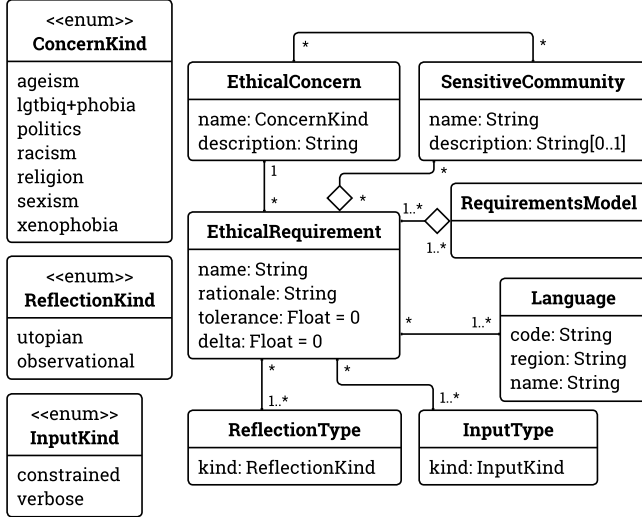 <<enum>>
ConcernKind
ageism
lgtbiq+phobia
politics
racism
religion
sexism
xenophobia
<<enum>>
ReflectionKind
utopian
observational
<<enum>>
InputKind
constrained
verbose
*
*
EthicalConcern
name: ConcernKind
description: String
SensitiveCommunity
name: String
description: String[0..1]
1
*
*
*
1..*
1..*
RequirementsModel
EthicalRequirement
name: String
rationale: String
tolerance: Float = 0
delta: Float = 0
*
1..*
Language
code: String
region: String
name: String
*
1..*
*
1..*
ReflectionType
kind: ReflectionKind
InputType
kind: InputKind